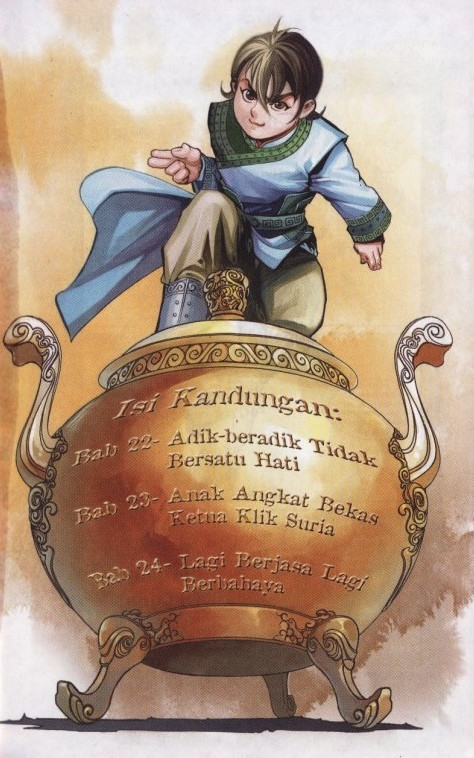 Isi Kandungan:
Bab 22- Adik-beradik Tidak
Bersatu Hati
Bab 23- Anak Angkat Bekas
Ketua Klik Suria
Bab 24- Lagi Berjasa Lagi
Berbahaya